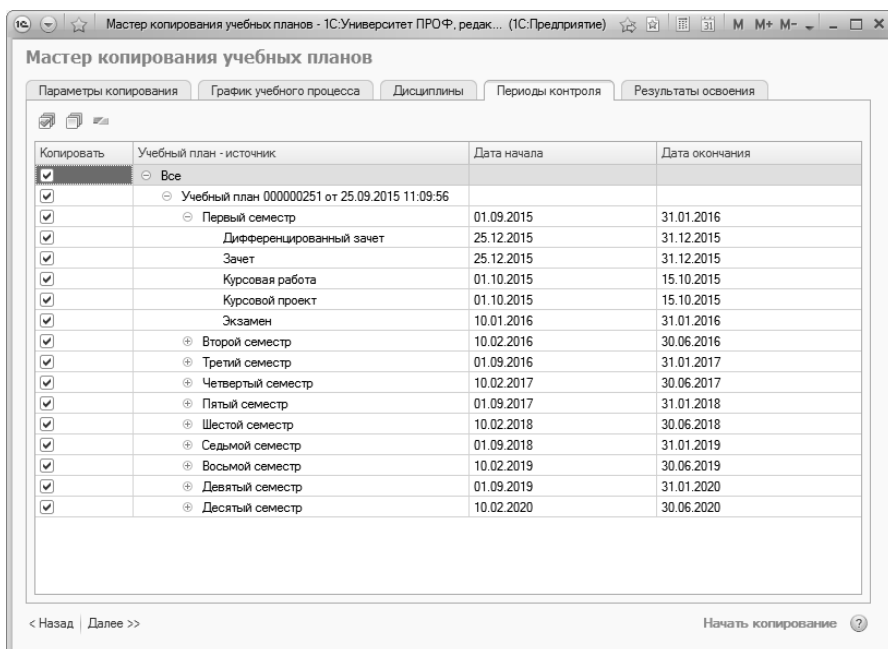 1С Мастер копирования учебных планов - 1С:Университет ПРОФ, редак... (1С:Предприятие) 31 M M+ M-
Мастер копирования учебных планов
Параметры копирования График учебного процесса Дисциплины Периоды контроля Результаты освоения
Копировать Учебный план - источник Дата начала Дата окончания
Все
Учебный план 000000251 от 25.09.2015 11:09:56
Первый семестр 01.09.2015 31.01.2016
Дифференцированный зачет 25.12.2015 31.12.2015
Зачет 25.12.2015 31.12.2015
Курсовая работа 01.10.2015 15.10.2015
Курсовой проект 01.10.2015 15.10.2015
Экзамен 10.01.2016 31.01.2016
Второй семестр 10.02.2016 30.06.2016
Третий семестр 01.09.2016 31.01.2017
Четвертый семестр 10.02.2017 30.06.2017
Пятый семестр 01.09.2017 31.01.2018
Шестой семестр 10.02.2018 30.06.2018
Седьмой семестр 01.09.2018 31.01.2019
Восьмой семестр 10.02.2019 30.06.2019
Девятый семестр 01.09.2019 31.01.2020
Десятый семестр 10.02.2020 30.06.2020
< Назад Далее >> Начать копирование ?